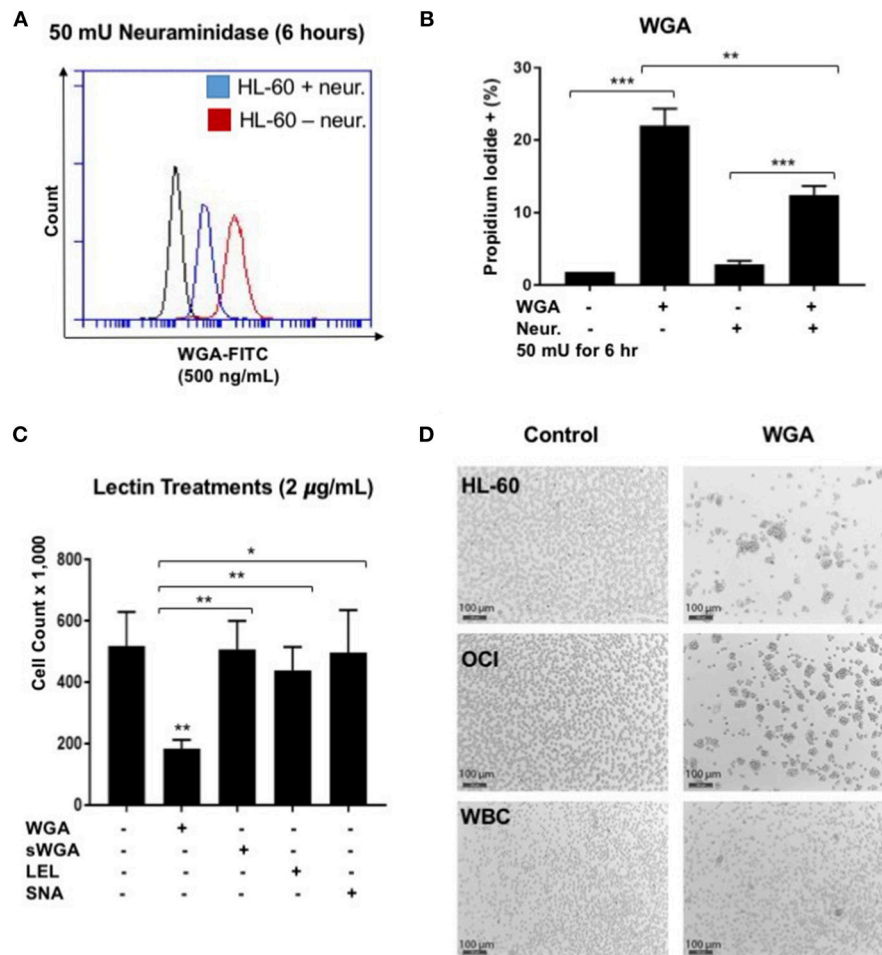 A
50 mU Neuraminidase (6 hours)
HL-60 + neur.
HL-60 – neur.
Count
WGA-FITC
(500 ng/mL)
B
WGA
**
***
***
Propidium Iodide + (%)
30
20
10
0
WGA - + - +
Neur. - - + +
50 mU for 6 hr
C
Lectin Treatments (2 µg/mL)
*
**
**
**
Cell Count x 1,000
800
600
400
200
0
WGA - + - - -
sWGA - - + - -
LEL - - - + -
SNA - - - - +
D
Control WGA
HL-60
100 µm
100 µm
OCI
100 µm
100 µm
WBC
100 µm
100 µm